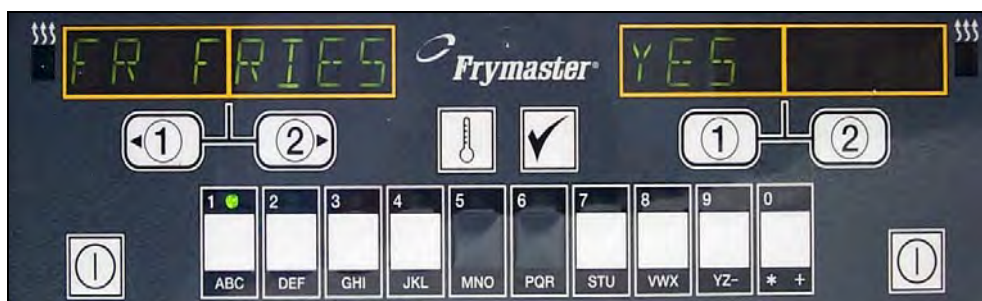 FR FRIES
Frymaster®
YES
1 2
1 2
1 2 3 4 5 6 7 8 9 0
ABC DEF GHI JKL MNO PQR STU VWX YZ- * +